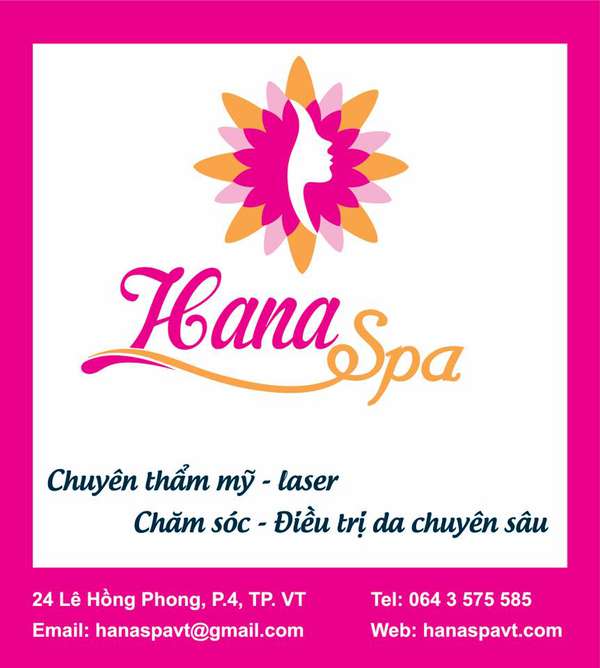 Hana Spa
Chuyên thẩm mỹ - laser
Chăm sóc - Điều trị da chuyên sâu
24 Lê Hồng Phong, P.4, TP. VT
Tel: 064 3 575 585
Email: hanaspavt@gmail.com
Web: hanaspavt.com